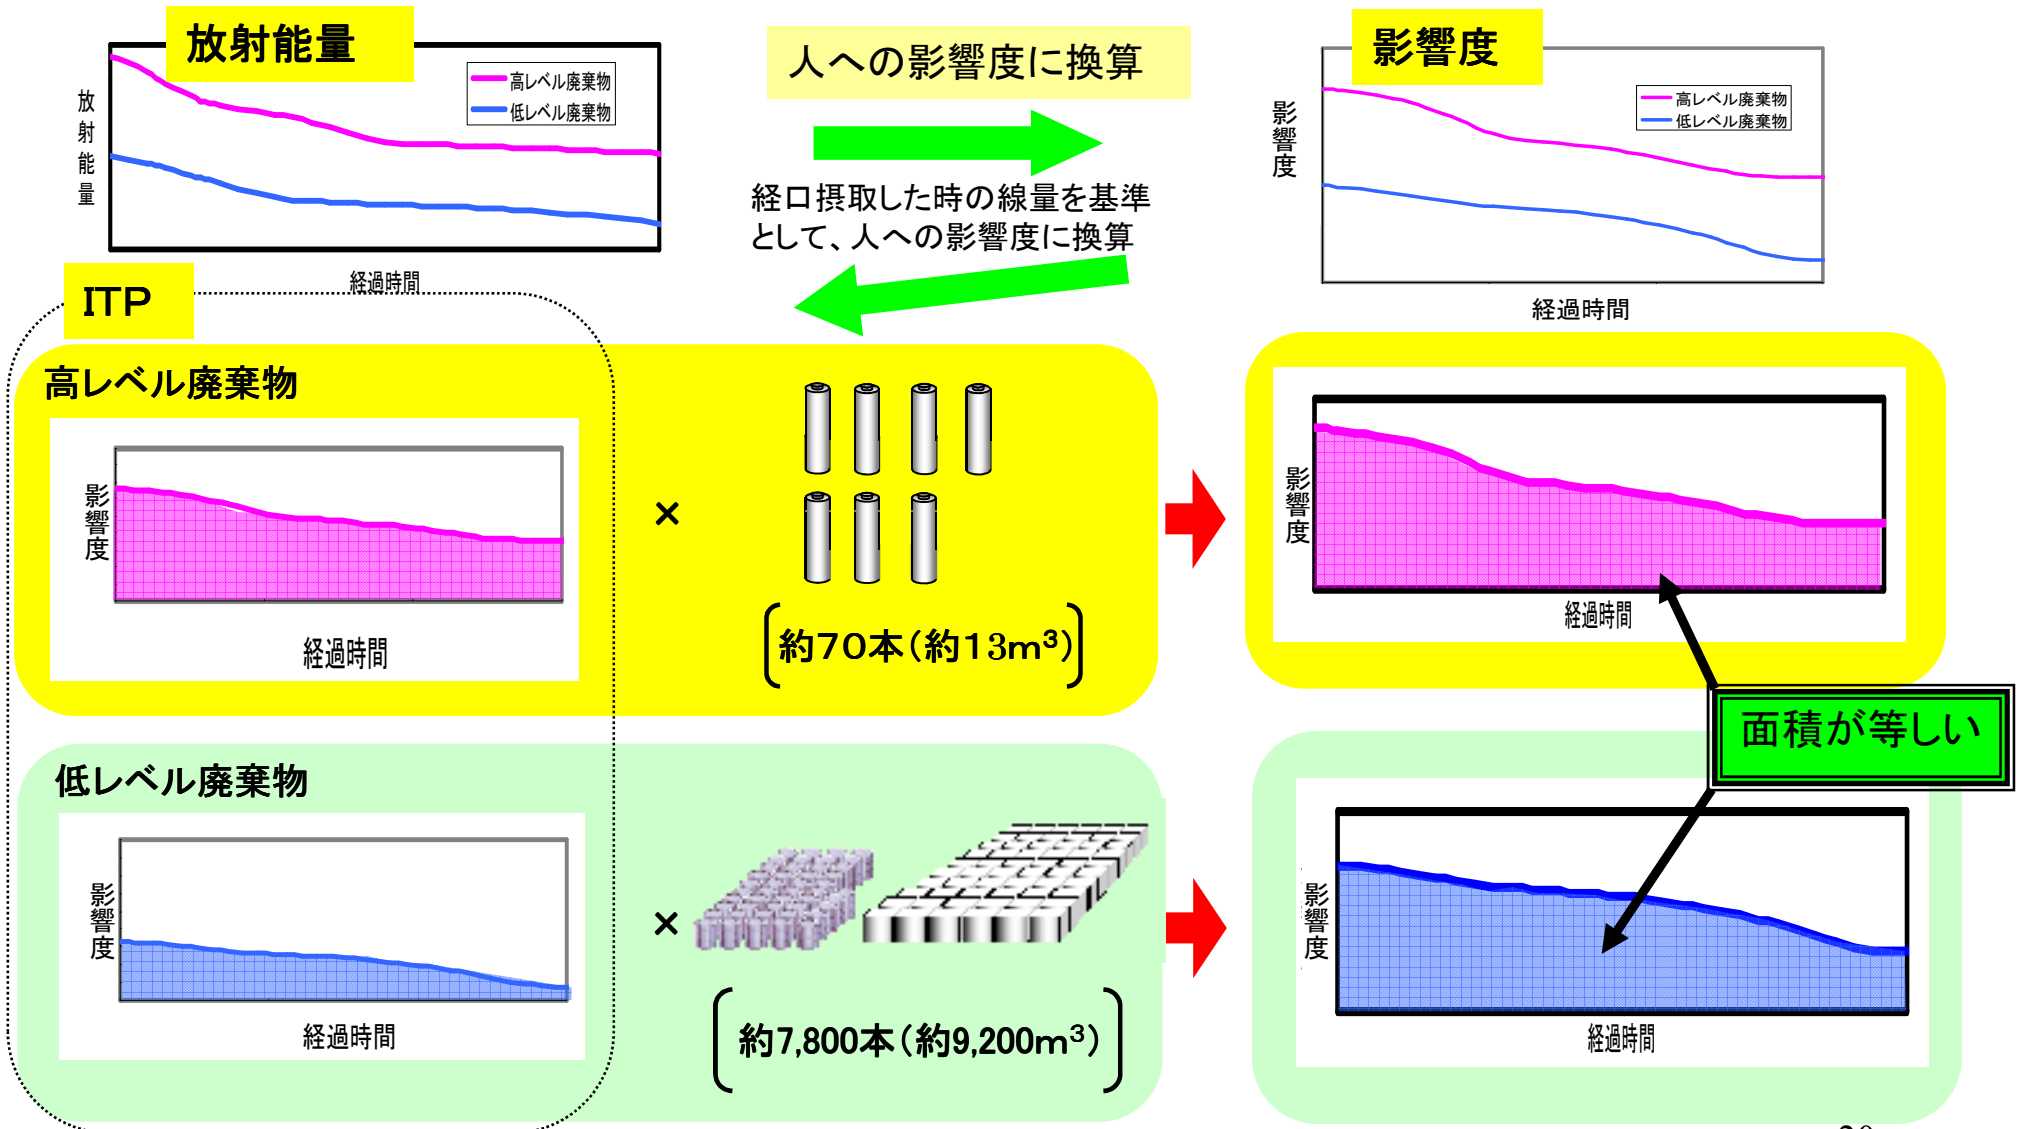 放射能量
高レベル廃棄物
低レベル廃棄物
放射能量
経過時間
人への影響度に換算
経口摂取した時の線量を基準
として、人への影響度に換算
影響度
高レベル廃棄物
低レベル廃棄物
影響度
経過時間
ITP
高レベル廃棄物
影響度
経過時間
×
約70本(約13m³)
影響度
経過時間
面積が等しい
低レベル廃棄物
影響度
経過時間
×
約7,800本(約9,200m³)
影響度
経過時間